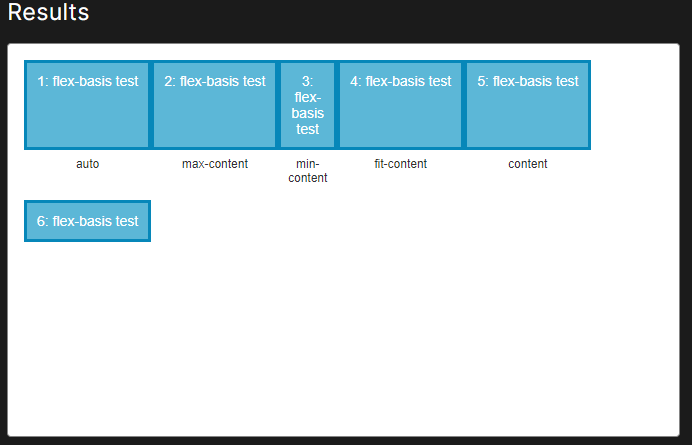 Results
1: flex-basis test
2: flex-basis test
3:
flex-
basis
test
4: flex-basis test
5: flex-basis test
auto
max-content
min-
content
fit-content
content
6: flex-basis test